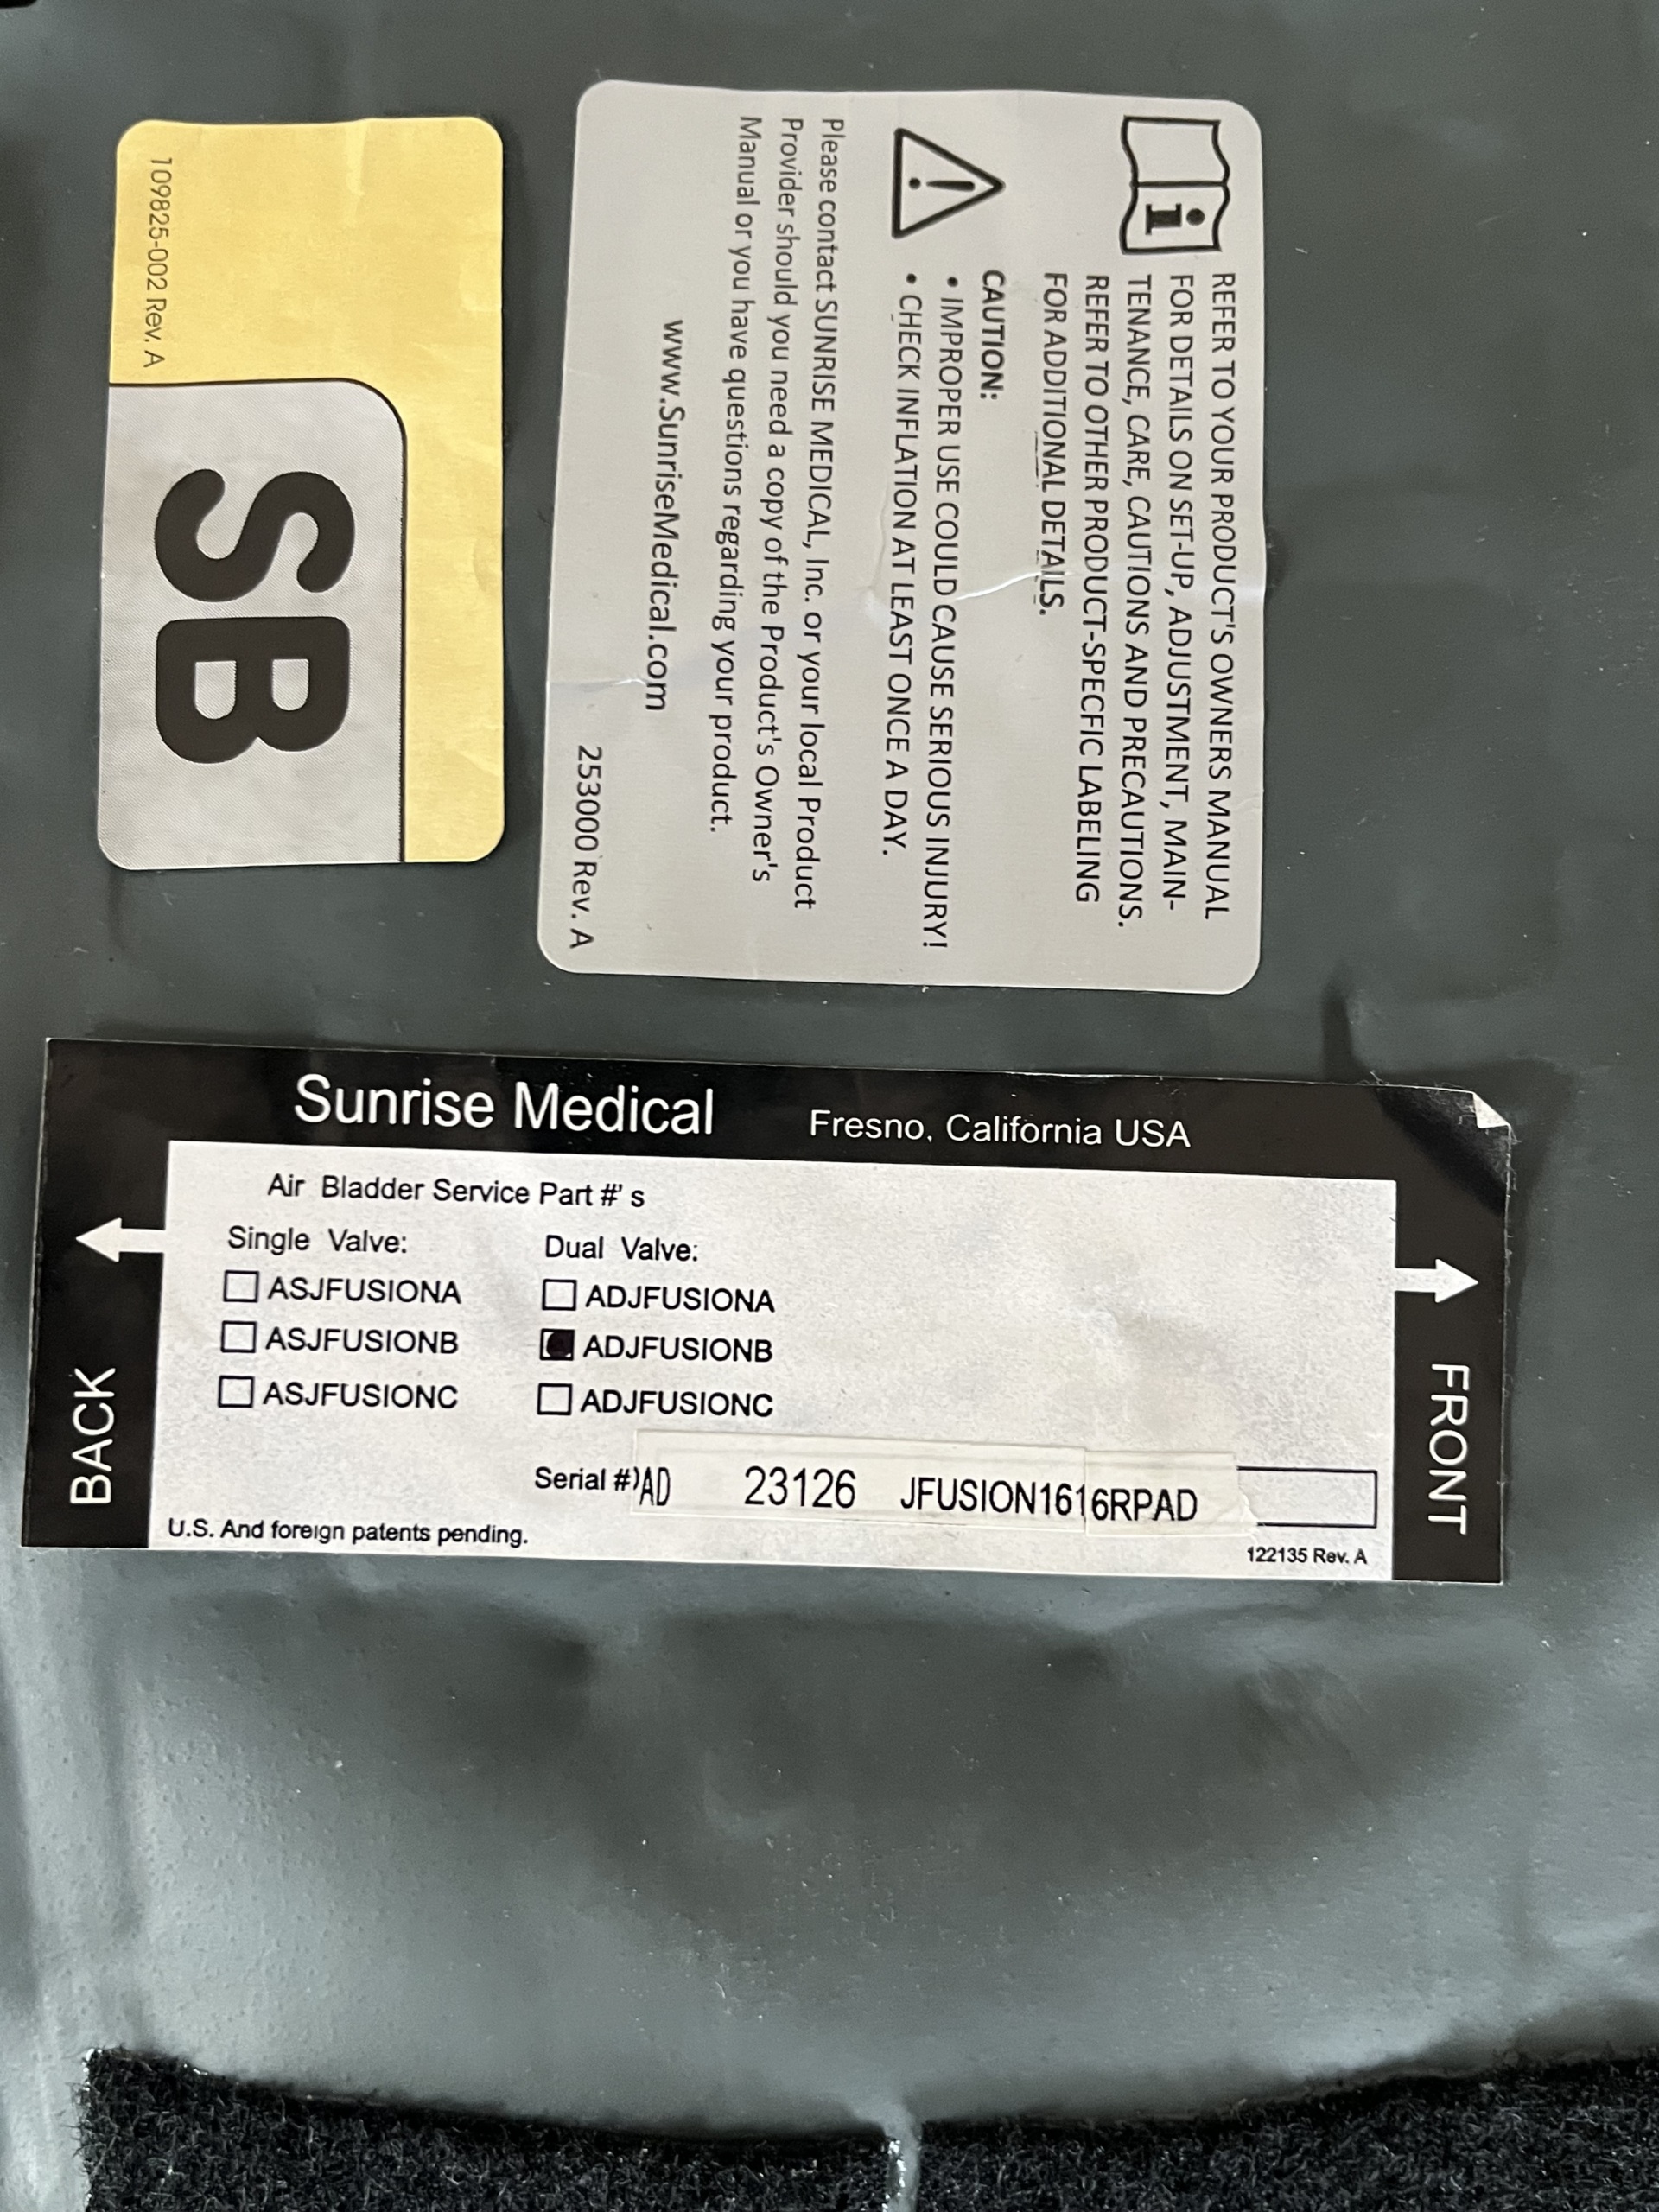 109825-002 Rev. A
SB
REFER TO YOUR PRODUCT'S OWNERS MANUAL
FOR DETAILS ON SET-UP, ADJUSTMENT, MAIN-
TENANCE, CARE, CAUTIONS AND PRECAUTIONS.
REFER TO OTHER PRODUCT-SPECFIC LABELING
FOR ADDITIONAL DETAILS.
CAUTION:
• IMPROPER USE COULD CAUSE SERIOUS INJURY!
• CHECK INFLATION AT LEAST ONCE A DAY.
Please contact SUNRISE MEDICAL, Inc. or your local Product
Provider should you need a copy of the Product's Owner's
Manual or you have questions regarding your product.
www.SunriseMedical.com
253000 Rev. A
Sunrise Medical Fresno, California USA
BACK
FRONT
Air Bladder Service Part #'s
Single Valve: Dual Valve:
ASJFUSIONA ADJFUSIONA
ASJFUSIONB ADJFUSIONB
ASJFUSIONC ADJFUSIONC
Serial # AD 23126 JFUSION1616RPAD
U.S. And foreign patents pending.
122135 Rev. A